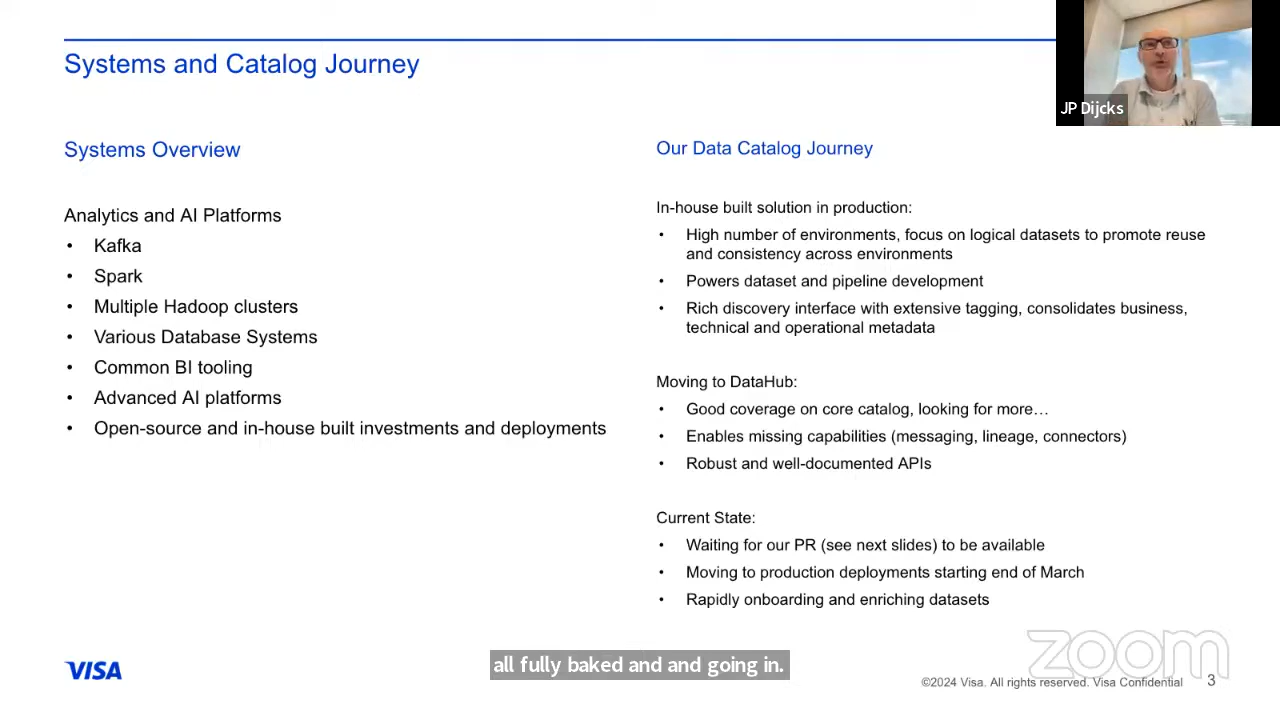 Systems and Catalog Journey
JP Dijcks
Systems Overview
Analytics and AI Platforms
• Kafka
• Spark
• Multiple Hadoop clusters
• Various Database Systems
• Common BI tooling
• Advanced AI platforms
• Open-source and in-house built investments and deployments
Our Data Catalog Journey
In-house built solution in production:
• High number of environments, focus on logical datasets to promote reuse
and consistency across environments
• Powers dataset and pipeline development
• Rich discovery interface with extensive tagging, consolidates business,
technical and operational metadata
Moving to DataHub:
• Good coverage on core catalog, looking for more…
• Enables missing capabilities (messaging, lineage, connectors)
• Robust and well-documented APIs
Current State:
• Waiting for our PR (see next slides) to be available
• Moving to production deployments starting end of March
• Rapidly onboarding and enriching datasets
VISA
all fully baked and and going in.
zoom
©2024 Visa. All rights reserved. Visa Confidential 3